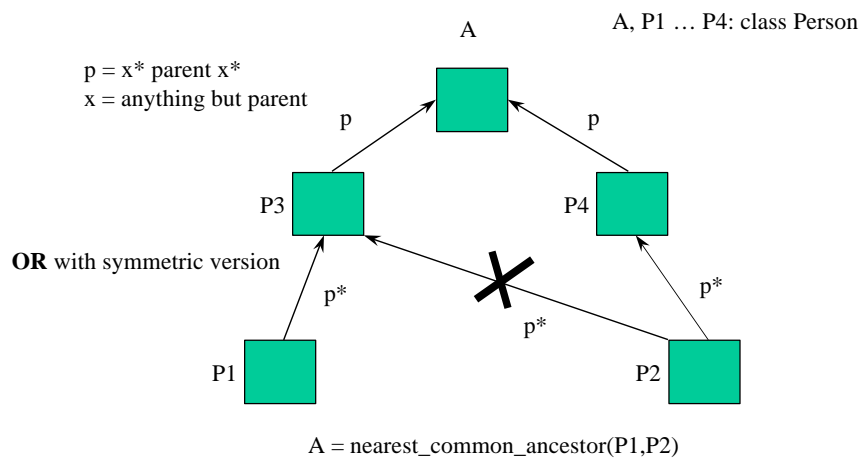 A
A, P1 … P4: class Person
p = x* parent x*
x = anything but parent
p
p
P3
P4
OR with symmetric version
p*
p*
p*
P1
P2
A = nearest_common_ancestor(P1,P2)